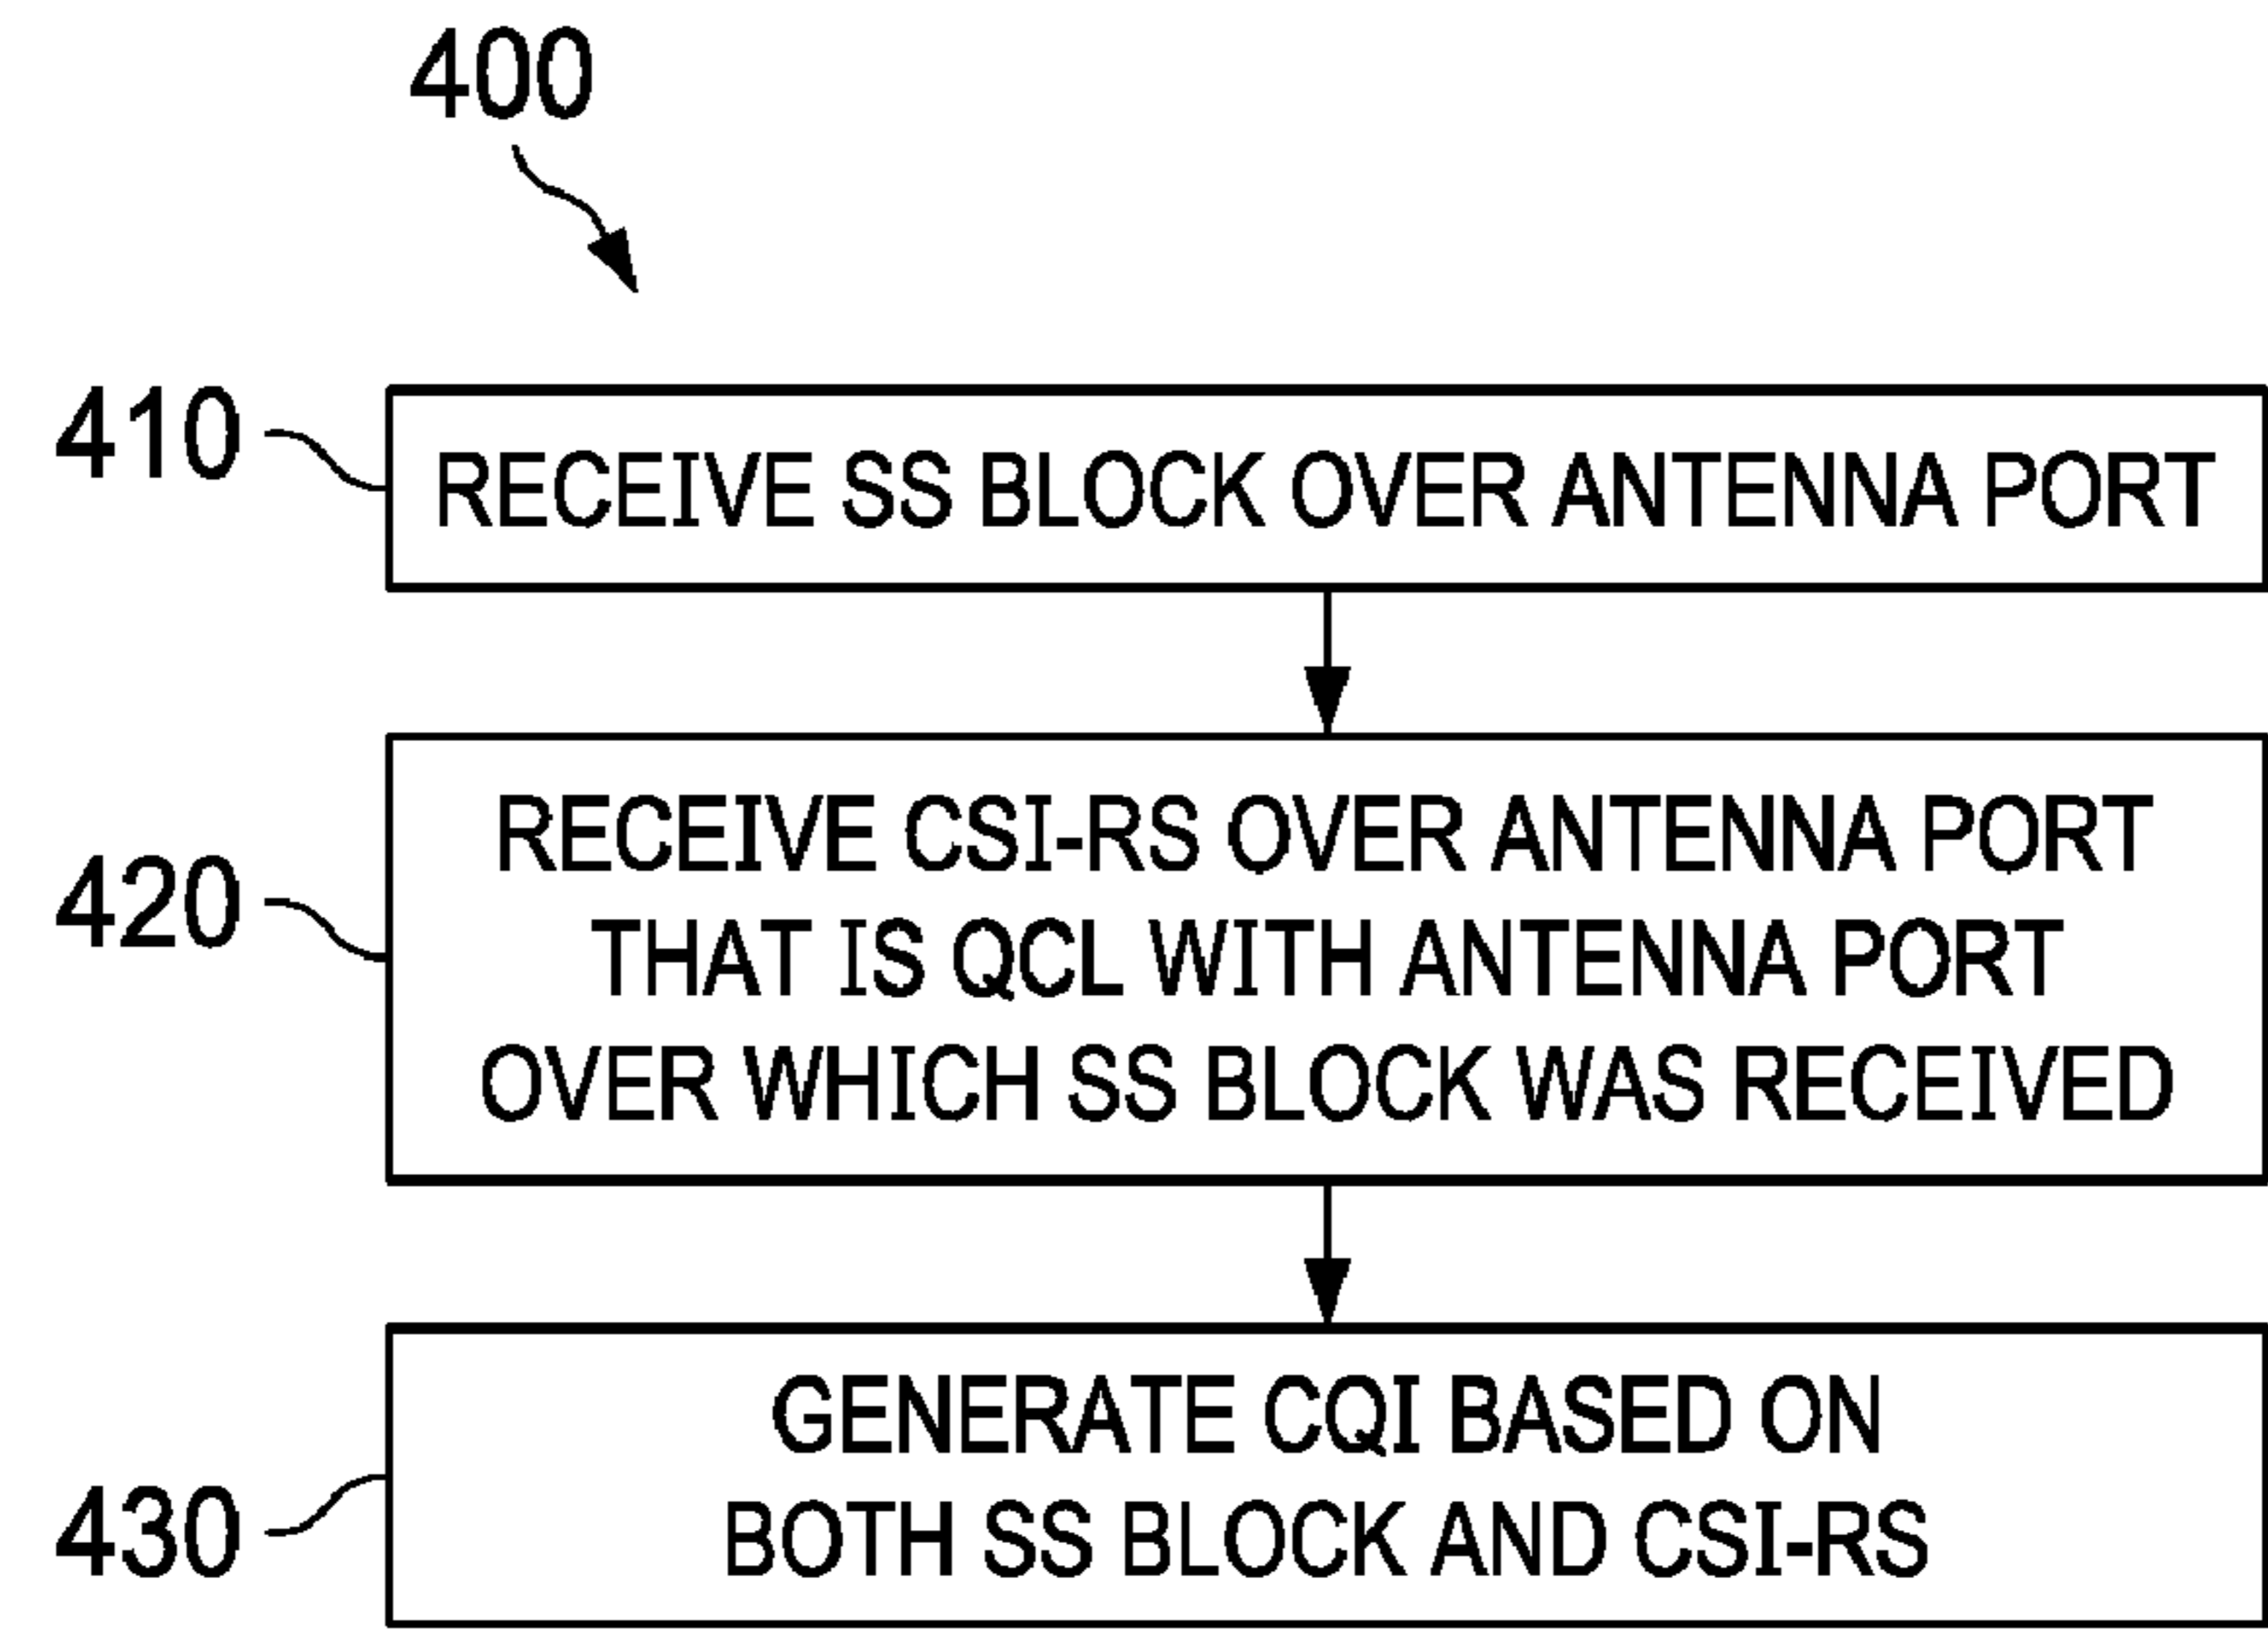 400
410
RECEIVE SS BLOCK OVER ANTENNA PORT
420
RECEIVE CSI-RS OVER ANTENNA PORT
THAT IS QCL WITH ANTENNA PORT
OVER WHICH SS BLOCK WAS RECEIVED
430
GENERATE CQI BASED ON
BOTH SS BLOCK AND CSI-RS